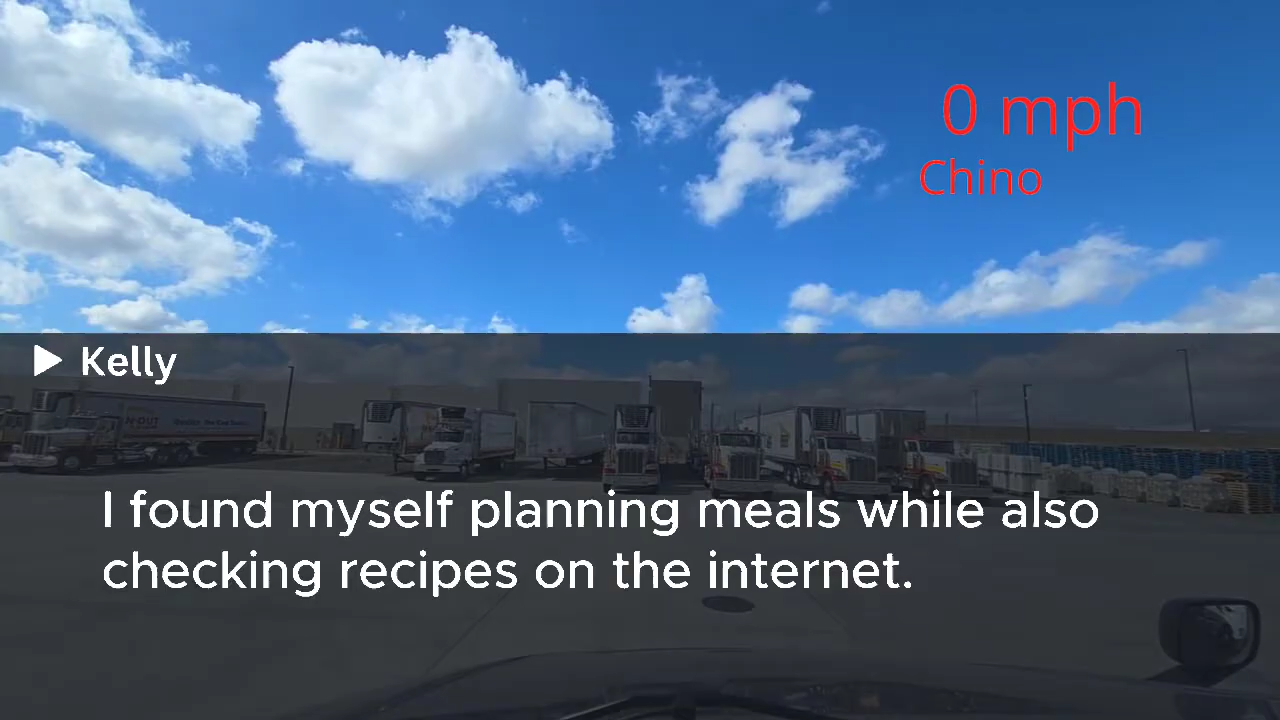 0 mph
Chino
Kelly
I found myself planning meals while also
checking recipes on the internet.